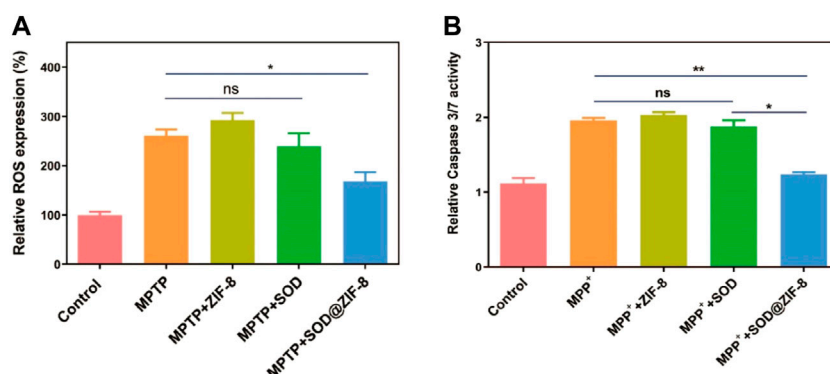 A
Relative ROS expression (%)
400
300
200
100
0
*
ns
Control
MPTP
MPTP+ZIF-8
MPTP+SOD
MPTP+SOD@ZIF-8
B
Relative Caspase 3/7 activity
3
2
1
0
**
ns
*
Control
MPP⁺
MPP⁺+ZIF-8
MPP⁺+SOD
MPP⁺+SOD@ZIF-8